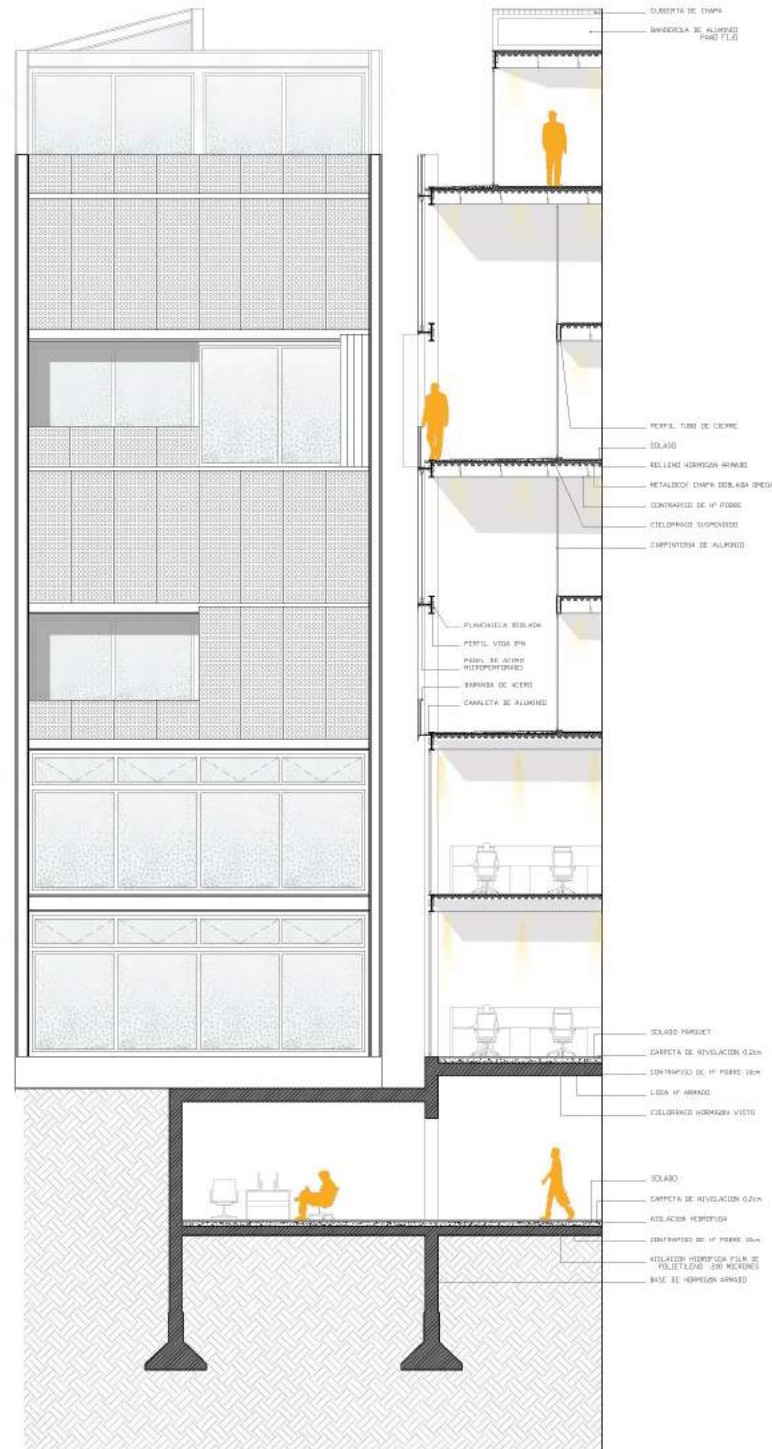 CUBIERTA DE CHAPA
BANDEROLA DE ALUMINIO
PAÑO FIJO
PERFIL TUBO DE CIERRE
SOLADO
RELLENO HORMIGON ARMADO
METALDECK CHAPA DOBLADA OMEGA
CONTRAPISO DE Hº POBRE
CIELORRASO SUSPENDIDO
CARPINTERIA DE ALUMINIO
PLANCHUELA DOBLADA
PERFIL VIGA IPN
PANEL DE ACERO
MICROPERFORADO
BARANDA DE ACERO
CANALETA DE ALUMINIO
SOLADO PARQUET
CARPETA DE NIVELACION 0,2cm
CONTRAPISO DE Hº POBRE 10cm
LOSA Hº ARMADO
CIELORRASO HORMIGON VISTO
SOLADO
CARPETA DE NIVELACION 0,2cm
AISLACION HIDROFUGA
CONTRAPISO DE Hº POBRE 10cm
AISLACION HIDROFUGA FILM DE
POLIETILENO 200 MICRONES
BASE DE HORMIGON ARMADO